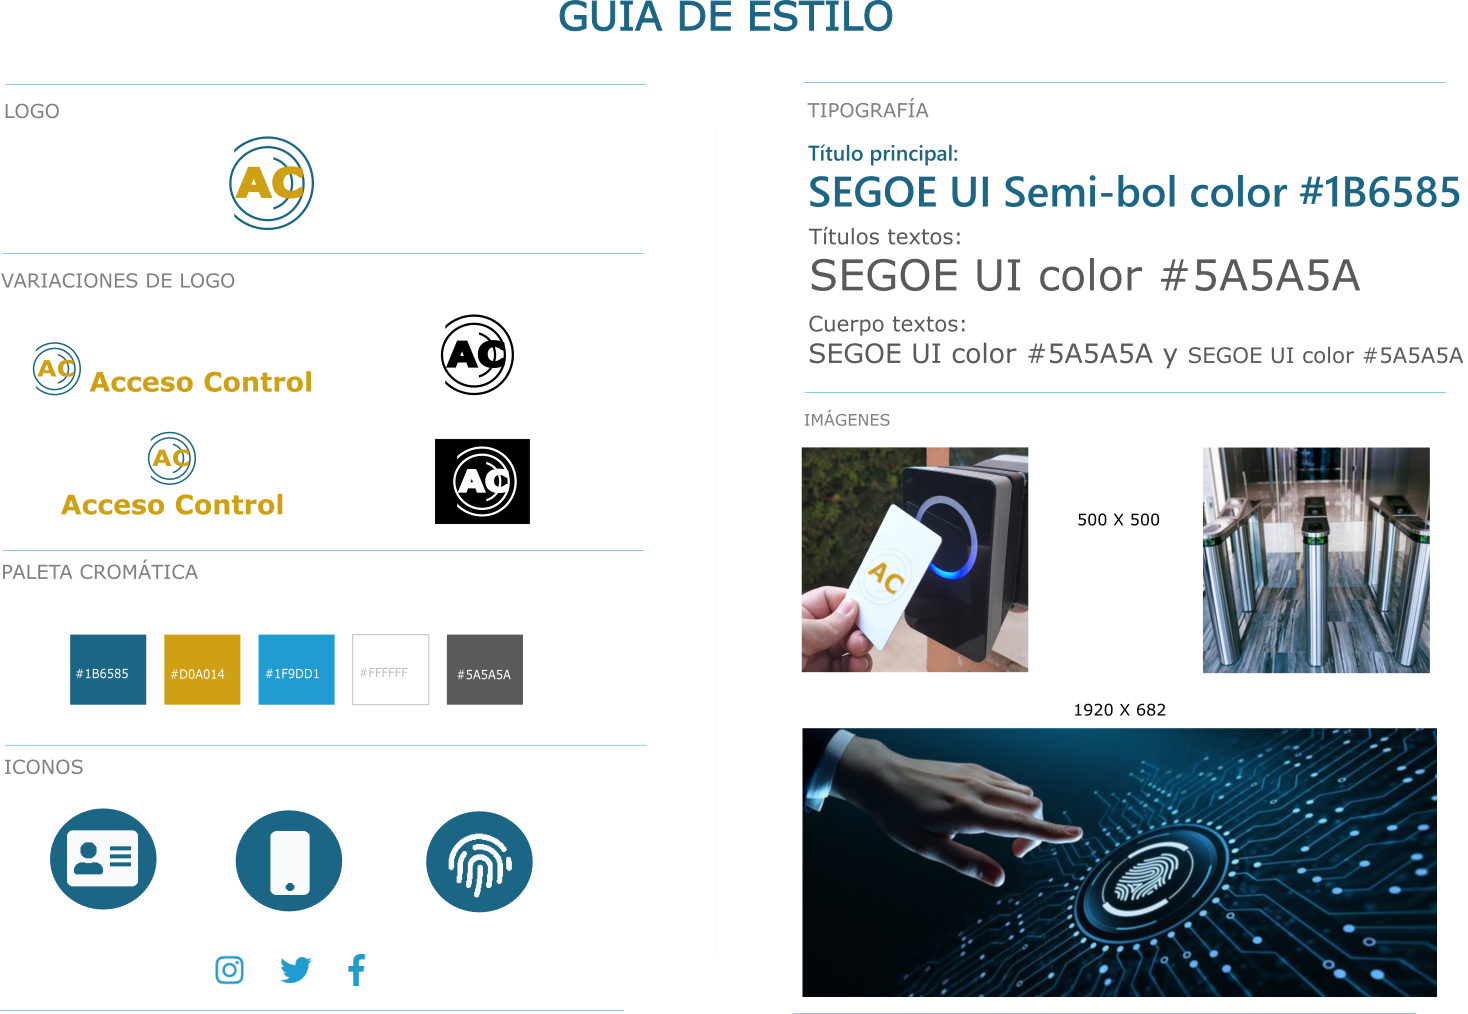 GUIA DE ESTILO
LOGO
AC
VARIACIONES DE LOGO
AC Acceso Control
AC
AC
Acceso Control
AC
PALETA CROMÁTICA
#1B6585 #D0A014 #1F9DD1 #FFFFFF #5A5A5A
ICONOS
TIPOGRAFÍA
Título principal:
SEGOE UI Semi-bol color #1B6585
Títulos textos:
SEGOE UI color #5A5A5A
Cuerpo textos:
SEGOE UI color #5A5A5A y SEGOE UI color #5A5A5A
IMÁGENES
AC
500 X 500
1920 X 682